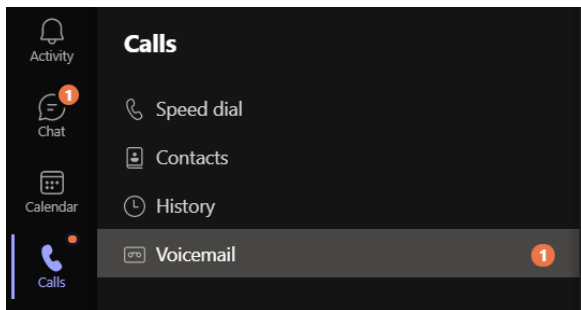 Activity
1
Chat
Calendar
Calls
Calls
Speed dial
Contacts
History
Voicemail 1